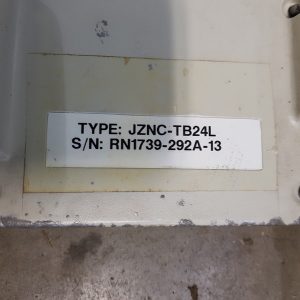 TYPE: JZNC-TB24L
S/N: RN1739-292A-13